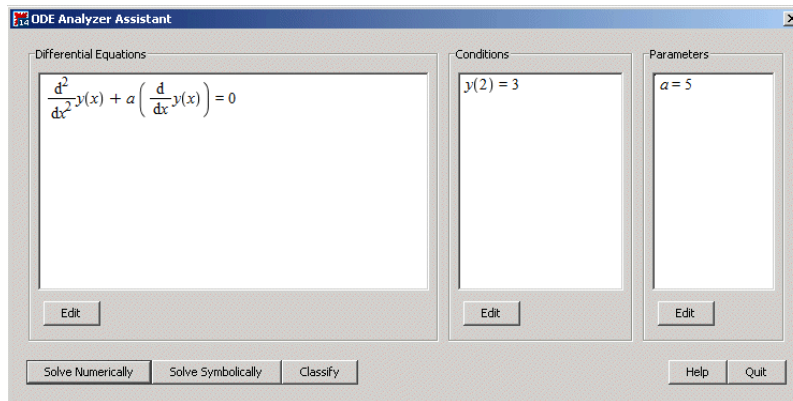 ODE Analyzer Assistant
Differential Equations
d²/dx² y(x) + a ( d/dx y(x) ) = 0
Edit
Conditions
y(2) = 3
Edit
Parameters
a = 5
Edit
Solve Numerically Solve Symbolically Classify Help Quit